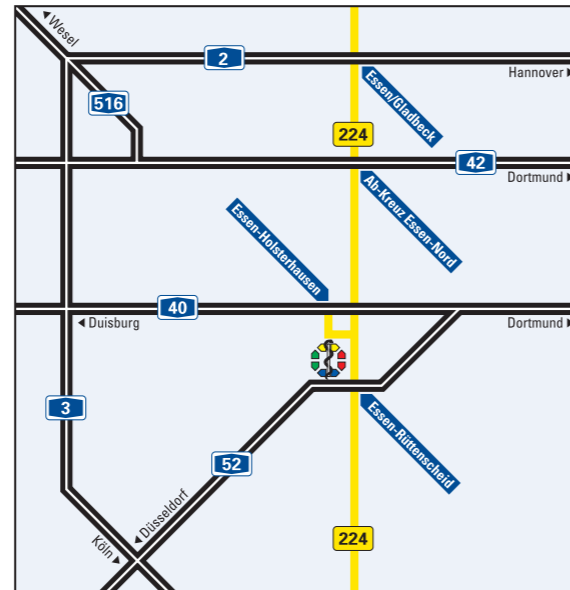 Wesel
2
Hannover
Essen/Gladbeck
516
224
42
Dortmund
Ab-Kreuz Essen-Nord
Essen-Holsterhausen
40
Duisburg
Dortmund
3
Essen-Rüttenscheid
52
Düsseldorf
Köln
224